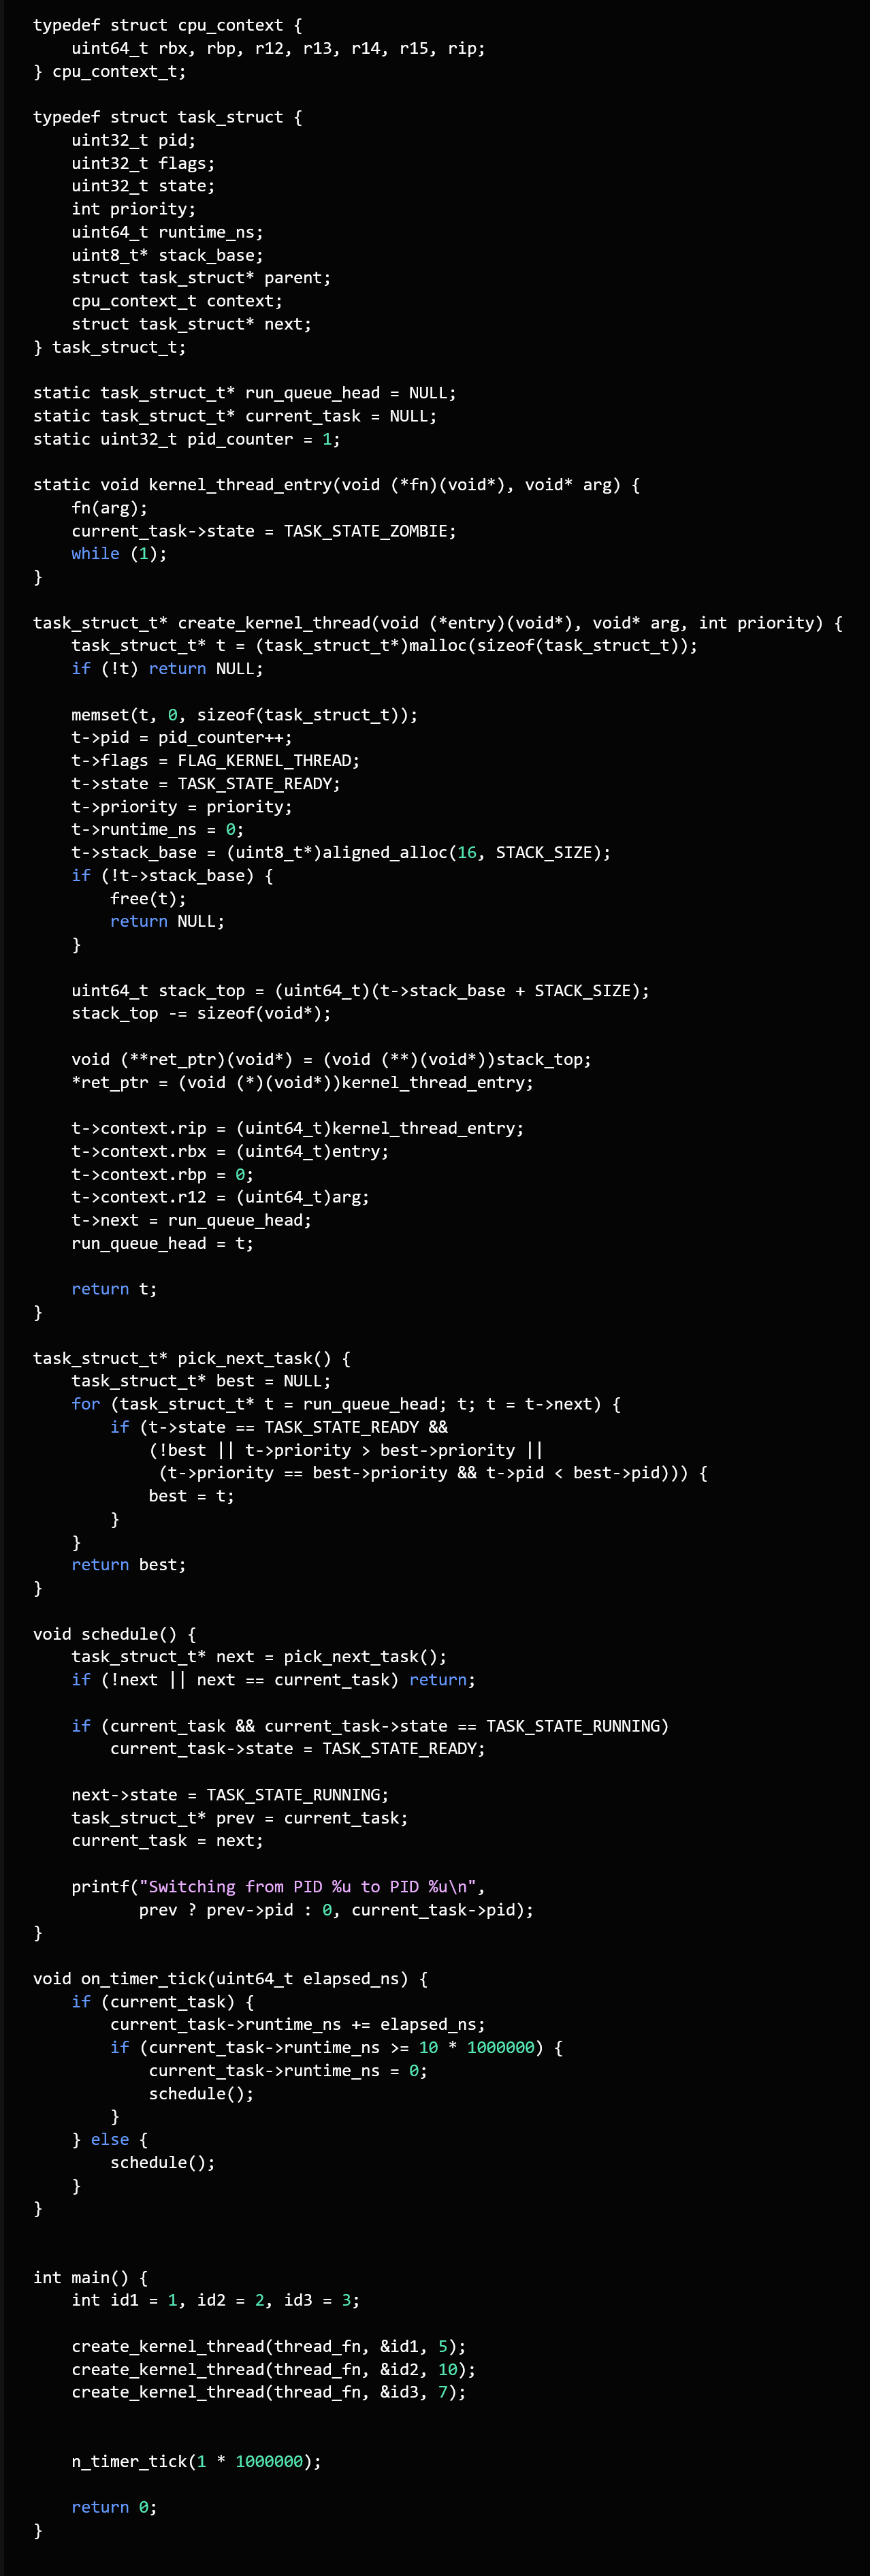 typedef struct cpu_context {
    uint64_t rbx, rbp, r12, r13, r14, r15, rip;
} cpu_context_t;

typedef struct task_struct {
    uint32_t pid;
    uint32_t flags;
    uint32_t state;
    int priority;
    uint64_t runtime_ns;
    uint8_t* stack_base;
    struct task_struct* parent;
    cpu_context_t context;
    struct task_struct* next;
} task_struct_t;

static task_struct_t* run_queue_head = NULL;
static task_struct_t* current_task = NULL;
static uint32_t pid_counter = 1;

static void kernel_thread_entry(void (*fn)(void*), void* arg) {
    fn(arg);
    current_task->state = TASK_STATE_ZOMBIE;
    while (1);
}

task_struct_t* create_kernel_thread(void (*entry)(void*), void* arg, int priority) {
    task_struct_t* t = (task_struct_t*)malloc(sizeof(task_struct_t));
    if (!t) return NULL;

    memset(t, 0, sizeof(task_struct_t));
    t->pid = pid_counter++;
    t->flags = FLAG_KERNEL_THREAD;
    t->state = TASK_STATE_READY;
    t->priority = priority;
    t->runtime_ns = 0;
    t->stack_base = (uint8_t*)aligned_alloc(16, STACK_SIZE);
    if (!t->stack_base) {
        free(t);
        return NULL;
    }

    uint64_t stack_top = (uint64_t)(t->stack_base + STACK_SIZE);
    stack_top -= sizeof(void*);

    void (**ret_ptr)(void*) = (void (**)(void*))stack_top;
    *ret_ptr = (void (*)(void*))kernel_thread_entry;

    t->context.rip = (uint64_t)kernel_thread_entry;
    t->context.rbx = (uint64_t)entry;
    t->context.rbp = 0;
    t->context.r12 = (uint64_t)arg;
    t->next = run_queue_head;
    run_queue_head = t;

    return t;
}

task_struct_t* pick_next_task() {
    task_struct_t* best = NULL;
    for (task_struct_t* t = run_queue_head; t; t = t->next) {
        if (t->state == TASK_STATE_READY &&
            (!best || t->priority > best->priority ||
             (t->priority == best->priority && t->pid < best->pid))) {
            best = t;
        }
    }
    return best;
}

void schedule() {
    task_struct_t* next = pick_next_task();
    if (!next || next == current_task) return;

    if (current_task && current_task->state == TASK_STATE_RUNNING)
        current_task->state = TASK_STATE_READY;

    next->state = TASK_STATE_RUNNING;
    task_struct_t* prev = current_task;
    current_task = next;

    printf("Switching from PID %u to PID %u\n",
           prev ? prev->pid : 0, current_task->pid);
}

void on_timer_tick(uint64_t elapsed_ns) {
    if (current_task) {
        current_task->runtime_ns += elapsed_ns;
        if (current_task->runtime_ns >= 10 * 1000000) {
            current_task->runtime_ns = 0;
            schedule();
        }
    } else {
        schedule();
    }
}


int main() {
    int id1 = 1, id2 = 2, id3 = 3;

    create_kernel_thread(thread_fn, &id1, 5);
    create_kernel_thread(thread_fn, &id2, 10);
    create_kernel_thread(thread_fn, &id3, 7);


    n_timer_tick(1 * 1000000);

    return 0;
}